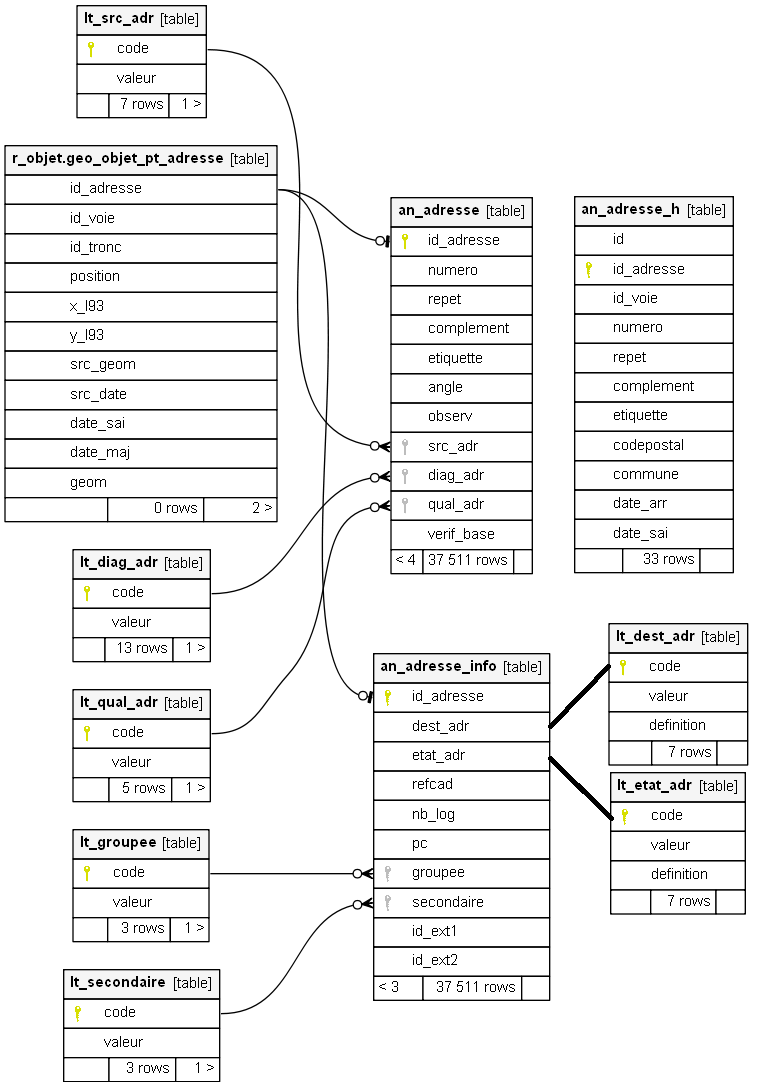 lt_src_adr [table]
code
valeur
7 rows 1 >
r_objet.geo_objet_pt_adresse [table]
id_adresse
id_voie
id_tronc
position
x_l93
y_l93
src_geom
src_date
date_sai
date_maj
geom
0 rows 2 >
an_adresse [table]
id_adresse
numero
repet
complement
etiquette
angle
observ
src_adr
diag_adr
qual_adr
verif_base
< 4 37 511 rows
an_adresse_h [table]
id
id_adresse
id_voie
numero
repet
complement
etiquette
codepostal
commune
date_arr
date_sai
33 rows
lt_diag_adr [table]
code
valeur
13 rows 1 >
lt_qual_adr [table]
code
valeur
5 rows 1 >
lt_groupee [table]
code
valeur
3 rows 1 >
lt_secondaire [table]
code
valeur
3 rows 1 >
an_adresse_info [table]
id_adresse
dest_adr
etat_adr
refcad
nb_log
pc
groupee
secondaire
id_ext1
id_ext2
< 3 37 511 rows
lt_dest_adr [table]
code
valeur
definition
7 rows
lt_etat_adr [table]
code
valeur
definition
7 rows